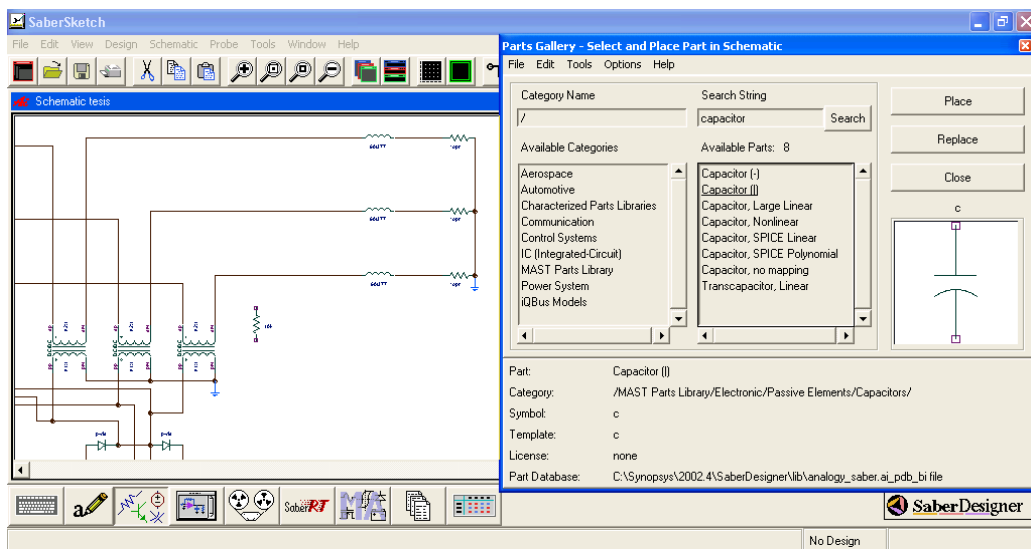 SaberSketch
File Edit View Design Schematic Probe Tools Window Help
Schematic tesis
Parts Gallery - Select and Place Part in Schematic
File Edit Tools Options Help
Category Name
/
Search String
capacitor
Search
Available Categories
Aerospace
Automotive
Characterized Parts Libraries
Communication
Control Systems
IC (Integrated-Circuit)
MAST Parts Library
Power System
iQBus Models
Available Parts: 8
Capacitor (-)
Capacitor (|)
Capacitor, Large Linear
Capacitor, Nonlinear
Capacitor, SPICE Linear
Capacitor, SPICE Polynomial
Capacitor, no mapping
Transcapacitor, Linear
Place
Replace
Close
c
Part: Capacitor (|)
Category: /MAST Parts Library/Electronic/Passive Elements/Capacitors/
Symbol: c
Template: c
License: none
Part Database: C:\Synopsys\2002.4\SaberDesigner\lib\analogy_saber.ai_pdb_bi file
a
SaberRT
MA
SaberDesigner
No Design